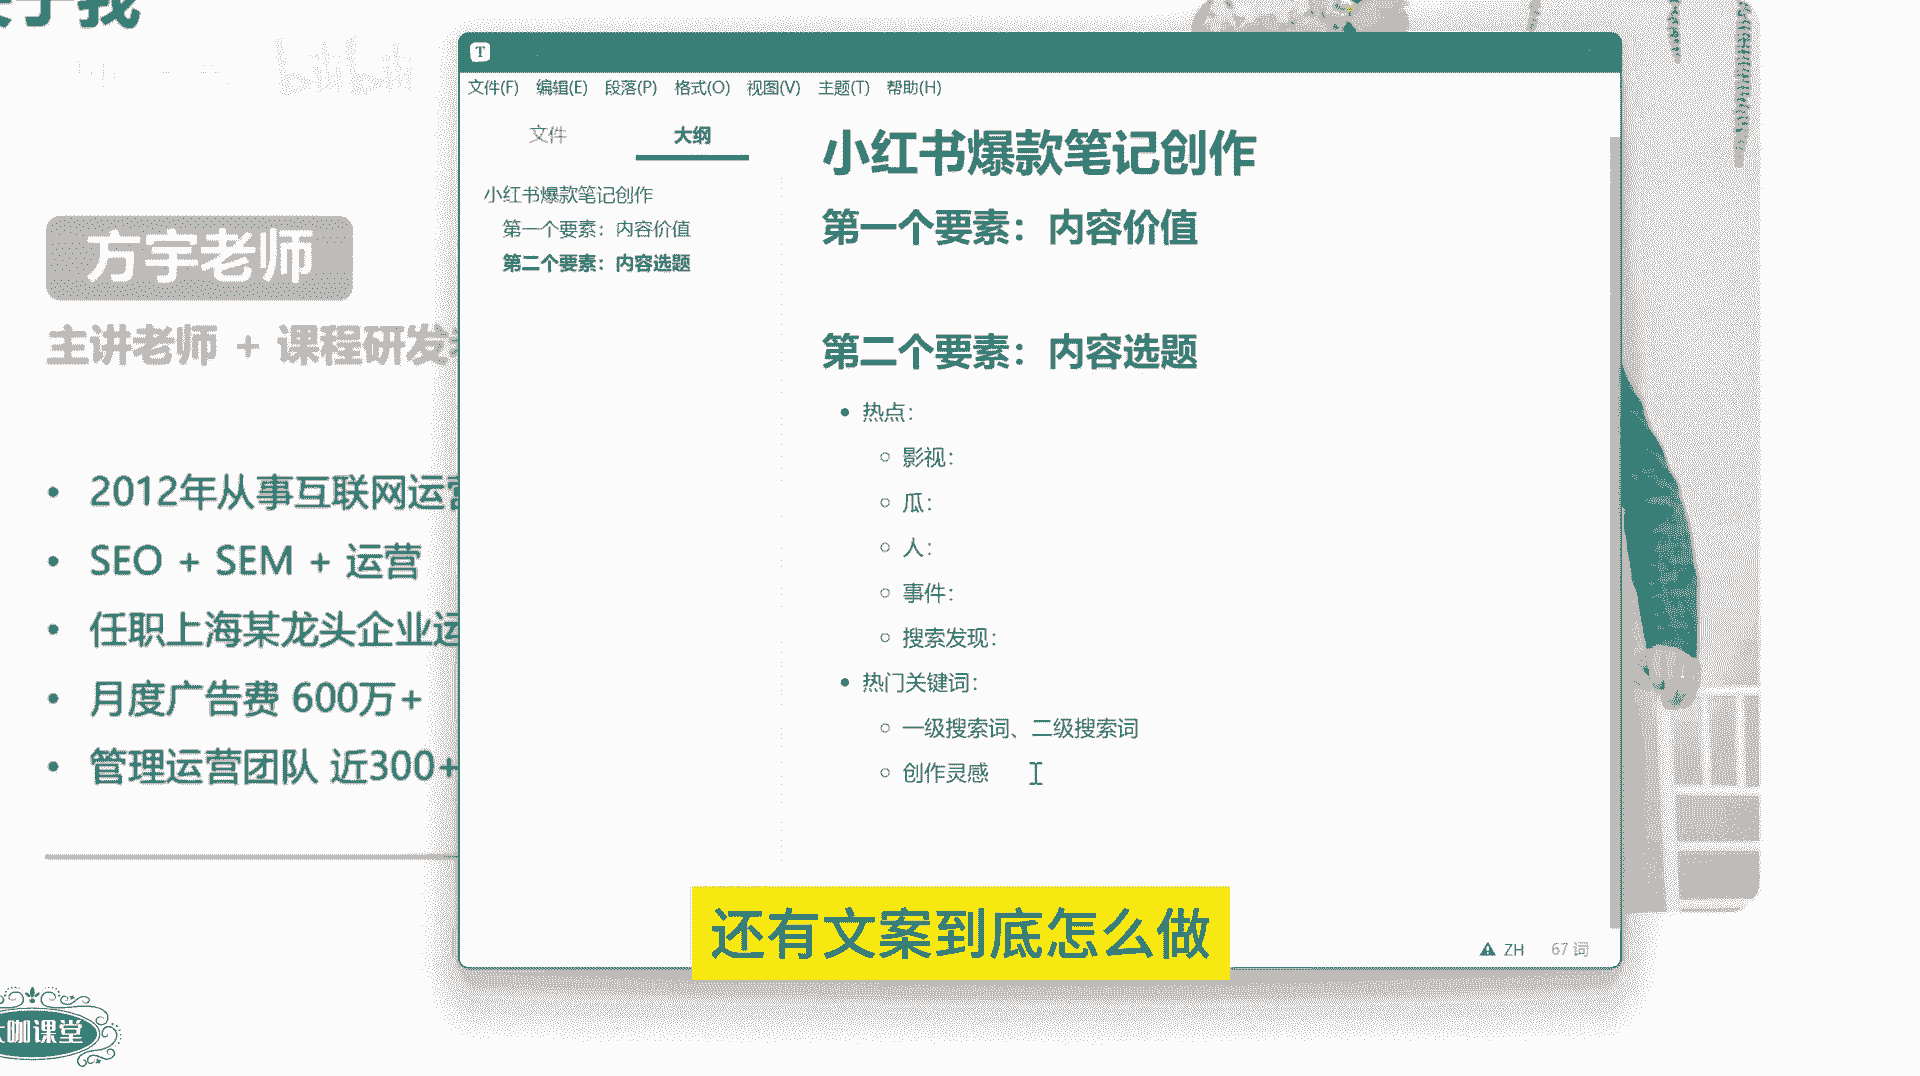 bilibili
T
文件(F) 编辑(E) 段落(P) 格式(O) 视图(V) 主题(T) 帮助(H)
文件 大纲
小红书爆款笔记创作
第一个要素：内容价值
第二个要素：内容选题
小红书爆款笔记创作
第一个要素：内容价值
第二个要素：内容选题
热点：
影视：
瓜：
人：
事件：
搜索发现：
热门关键词：
一级搜索词、二级搜索词
创作灵感
ZH 67 词
方宇老师
主讲老师 + 课程研发
2012年从事互联网运营
SEO + SEM + 运营
任职上海某龙头企业运
月度广告费 600万+
管理运营团队 近300+
还有文案到底怎么做
咖课堂